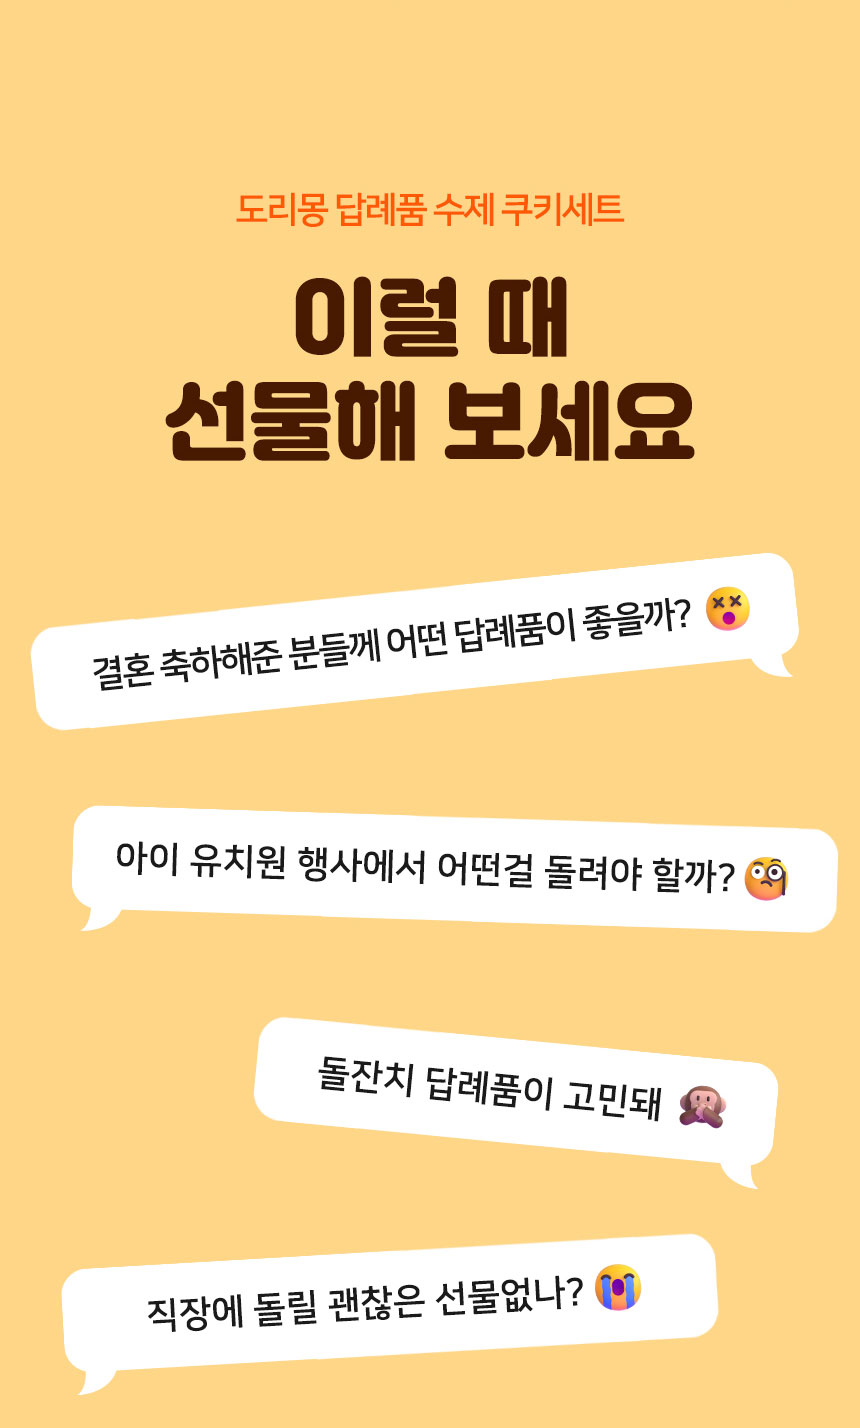 도리몽 답례품 수제 쿠키세트
이럴 때
선물해 보세요
결혼 축하해준 분들께 어떤 답례품이 좋을까?
아이 유치원 행사에서 어떤걸 돌려야 할까?
돌잔치 답례품이 고민돼
직장에 돌릴 괜찮은 선물없나?